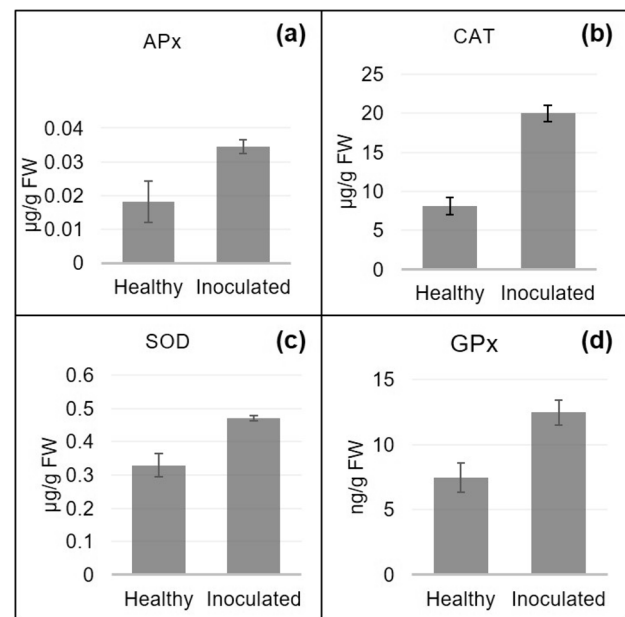 APx
(a)
0.04
0.03
0.02
0.01
0
µg/g FW
Healthy Inoculated
CAT
(b)
25
20
15
10
5
0
µg/g FW
Healthy Inoculated
SOD
(c)
0.6
0.5
0.4
0.3
0.2
0.1
0
µg/g FW
Healthy Inoculated
GPx
(d)
15
10
5
0
ng/g FW
Healthy Inoculated